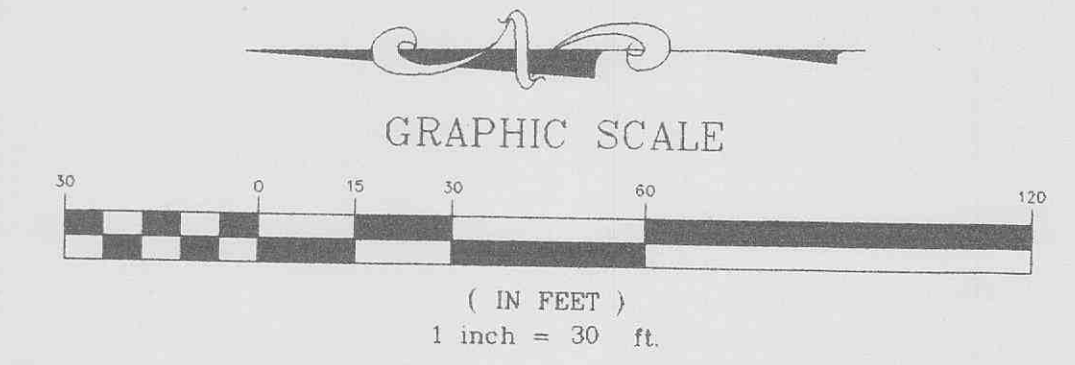 GRAPHIC SCALE
30 0 15 30 60 120
( IN FEET )
1 inch = 30 ft.